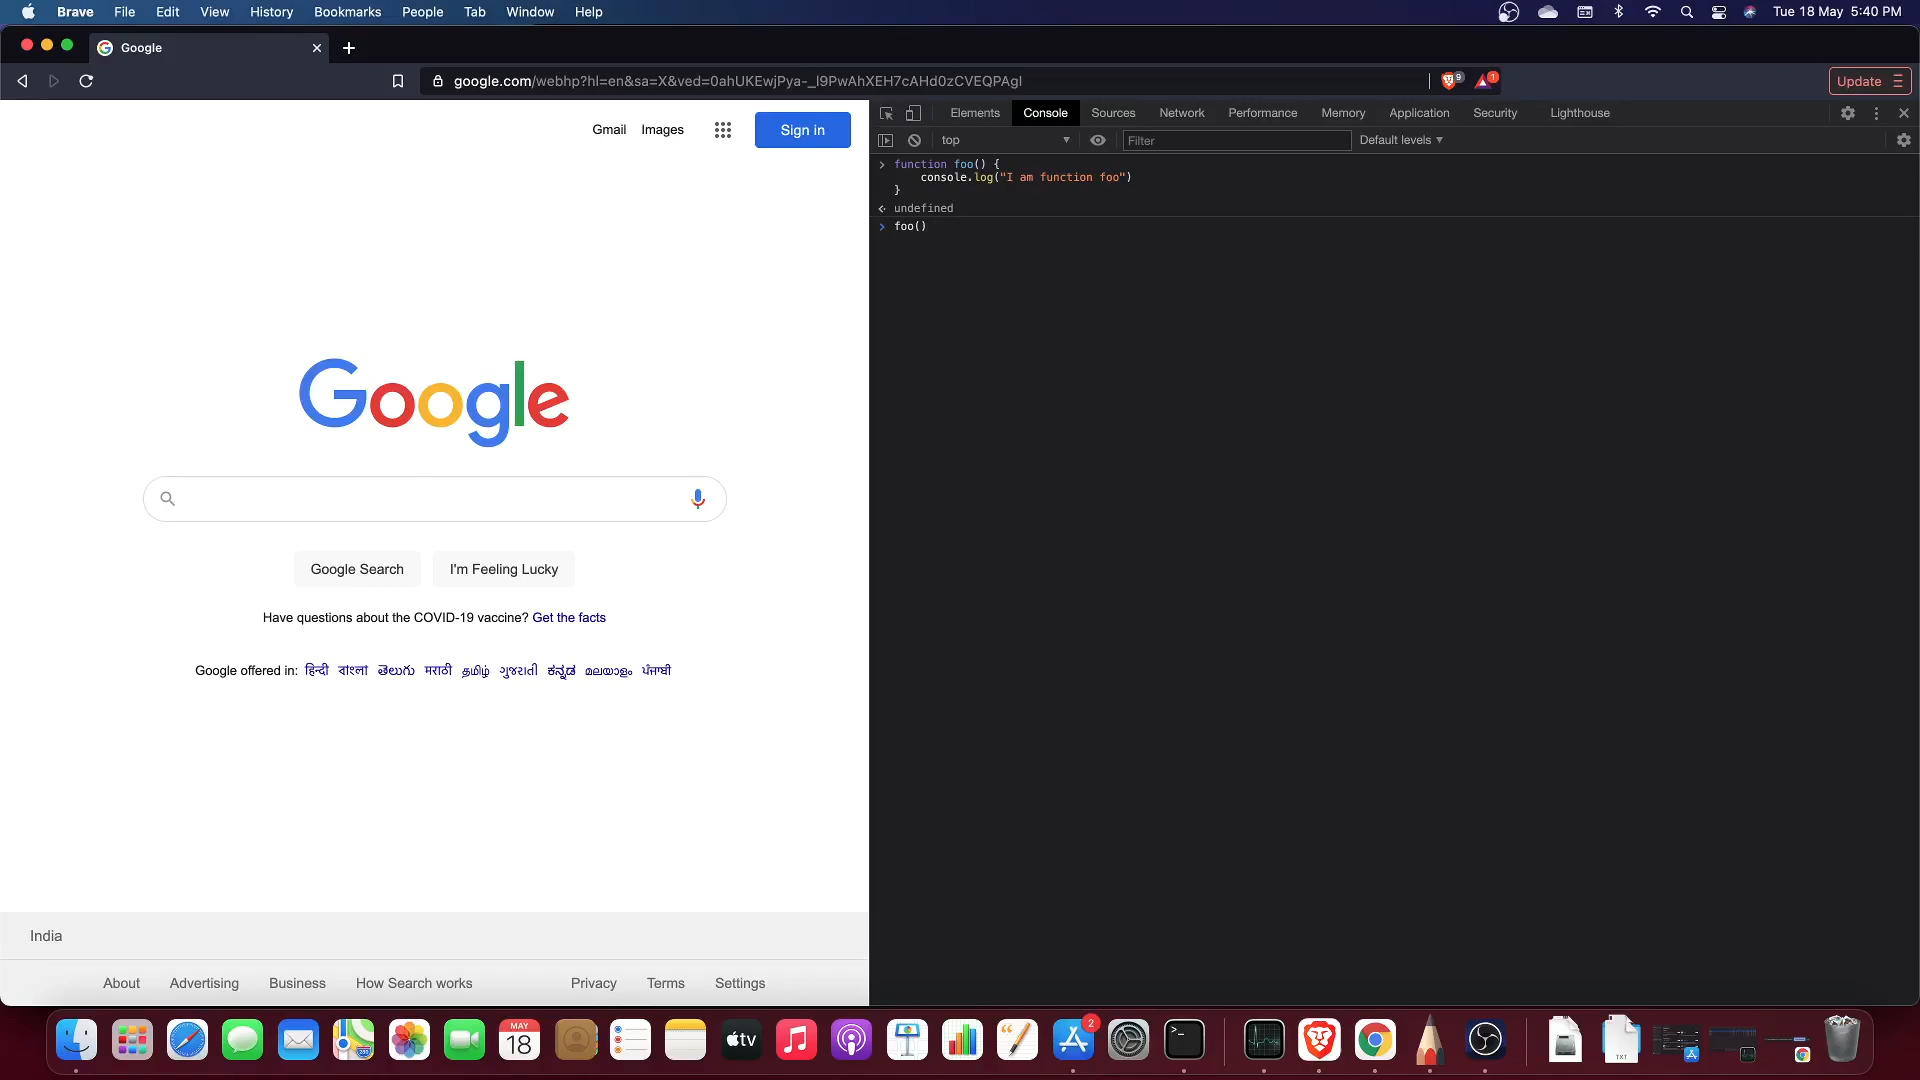 Brave File Edit View History Bookmarks People Tab Window Help Tue 18 May 5:40 PM
Google
google.com/webhp?hl=en&sa=X&ved=0ahUKEwjPya-_l9PwAhXEH7cAHd0zCVEQPAgI 9 1 Update
Gmail Images Sign in
Elements Console Sources Network Performance Memory Application Security Lighthouse
top Filter Default levels
function foo() {
console.log("I am function foo")
}
undefined
foo()
Google
Google Search I'm Feeling Lucky
Have questions about the COVID-19 vaccine? Get the facts
Google offered in: हिन्दी বাংলা తెలుగు मराठी தமிழ் ગુજરાતી ಕನ್ನಡ മലയാളം ਪੰਜਾਬੀ
India
About Advertising Business How Search works Privacy Terms Settings
MAY
18
tv
2
TXT